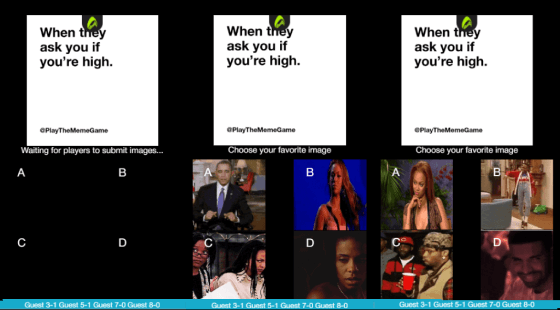 When they
ask you if
you're high.
@PlayTheMemeGame
Waiting for players to submit images...
A
B
C
D
Guest 3-1 Guest 5-1 Guest 7-0 Guest 8-0
When they
ask you if
you're high.
@PlayTheMemeGame
Choose your favorite image
A
B
C
D
Guest 3-1 Guest 5-1 Guest 7-0 Guest 8-0
When they
ask you if
you're high.
@PlayTheMemeGame
Choose your favorite image
A
B
C
D
Guest 3-1 Guest 5-1 Guest 7-0 Guest 8-0